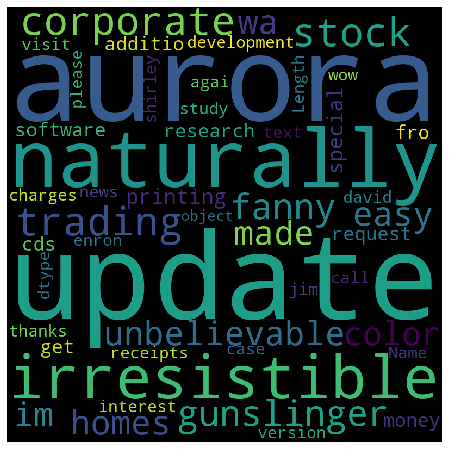 corporate wa stock
visit additio development
please shirley agai wow Length
aurora
software study research text special fro
naturally
charges news printing fanny david easy
trading object made request
cds enron
update
dtype jim call
thanks unbelievable color
get receipts case Name
irresistible
im homes interest gunslinger money
version